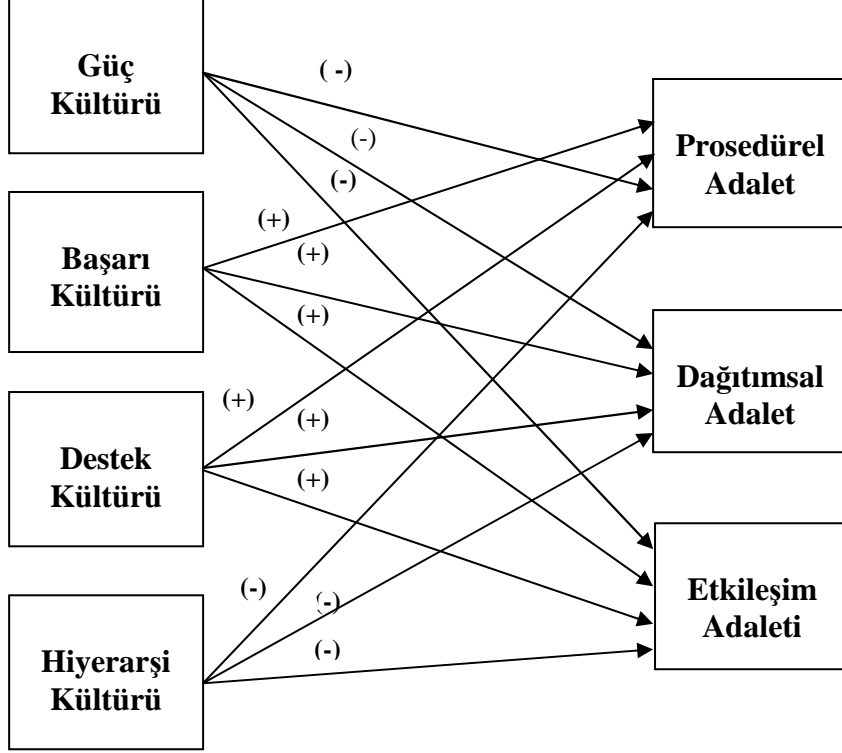 Güç
Kültürü
( -)
(-)
(-)
Prosedürel
Adalet
Başarı
Kültürü
(+)
(+)
(+)
Dağıtımsal
Adalet
Destek
Kültürü
(+)
(+)
(+)
Etkileşim
Adaleti
Hiyerarşi
Kültürü
(-)
(-)
(-)